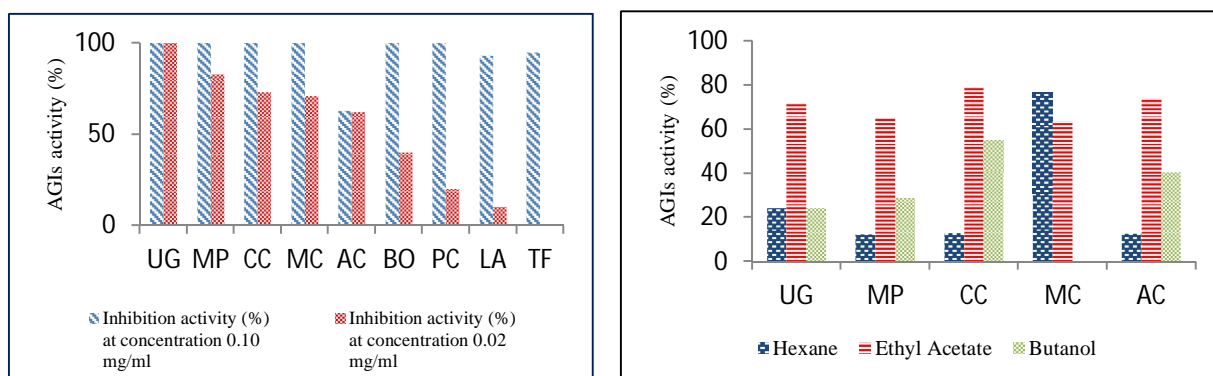 AGIs activity (%)
100
50
0
UG MP CC MC AC BO PC LA TF
Inhibition activity (%)
at concentration 0.10
mg/ml
Inhibition activity (%)
at concentration 0.02
mg/ml
AGIs activity (%)
100
80
60
40
20
0
UG MP CC MC AC
Hexane Ethyl Acetate Butanol